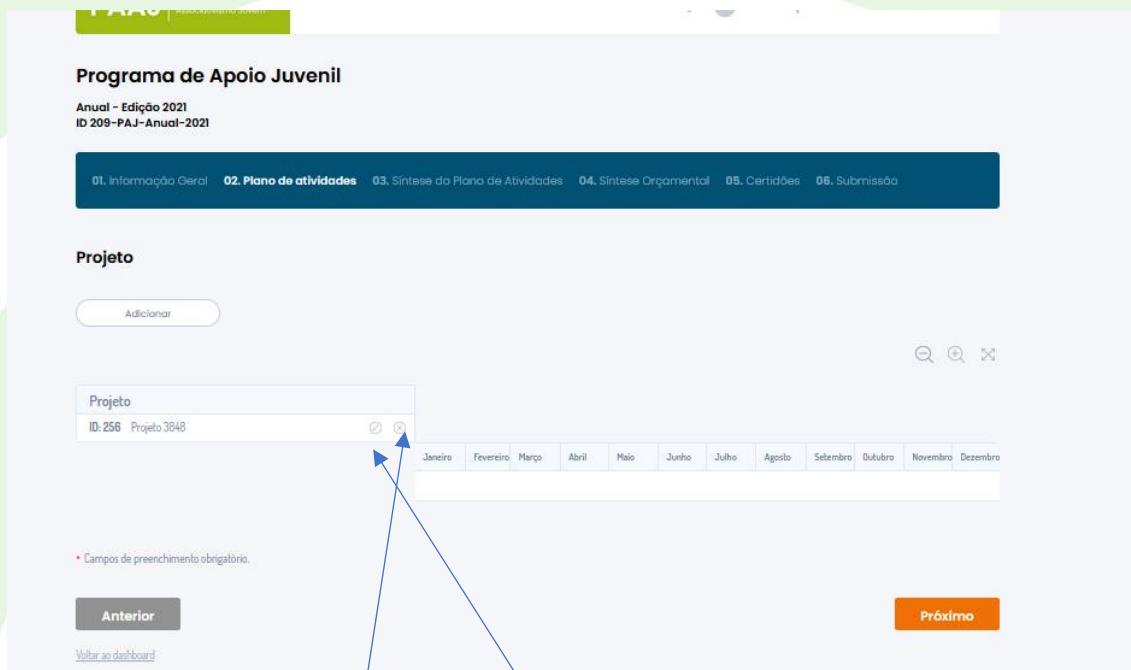 PAAJ Associativismo Jovem
Programa de Apoio Juvenil
Anual - Edição 2021
ID 209-PAJ-Anual-2021
01. Informação Geral 02. Plano de atividades 03. Síntese do Plano de Atividades 04. Síntese Orçamental 05. Certidões 06. Submissão
Projeto
Adicionar
Projeto
ID: 256 Projeto 3848
Janeiro Fevereiro Março Abril Maio Junho Julho Agosto Setembro Outubro Novembro Dezembro
* Campos de preenchimento obrigatório.
Anterior Próximo
Voltar ao dashboard